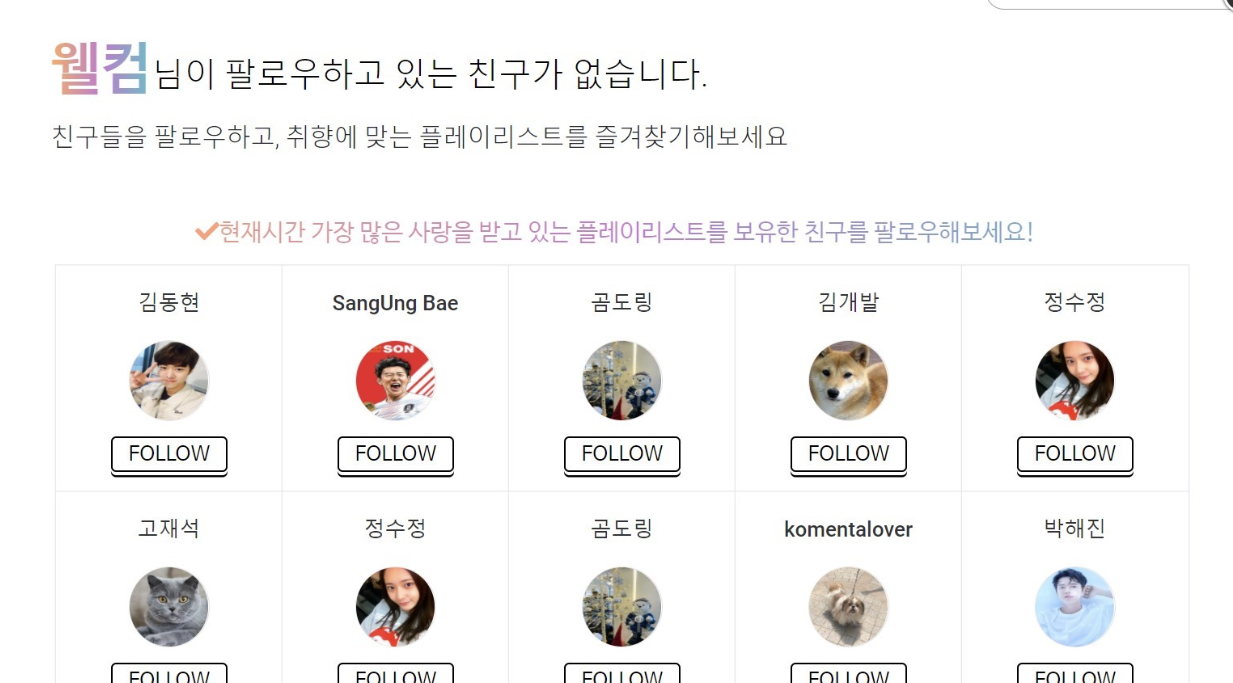 웰컴님이 팔로우하고 있는 친구가 없습니다.
친구들을 팔로우하고, 취향에 맞는 플레이리스트를 즐겨찾기해보세요
✔현재시간 가장 많은 사랑을 받고 있는 플레이리스트를 보유한 친구를 팔로우해보세요!
김동현 SangUng Bae 곰도링 김개발 정수정
SON
FOLLOW FOLLOW FOLLOW FOLLOW FOLLOW
고재석 정수정 곰도링 komentalover 박해진
FOLLOW FOLLOW FOLLOW FOLLOW FOLLOW